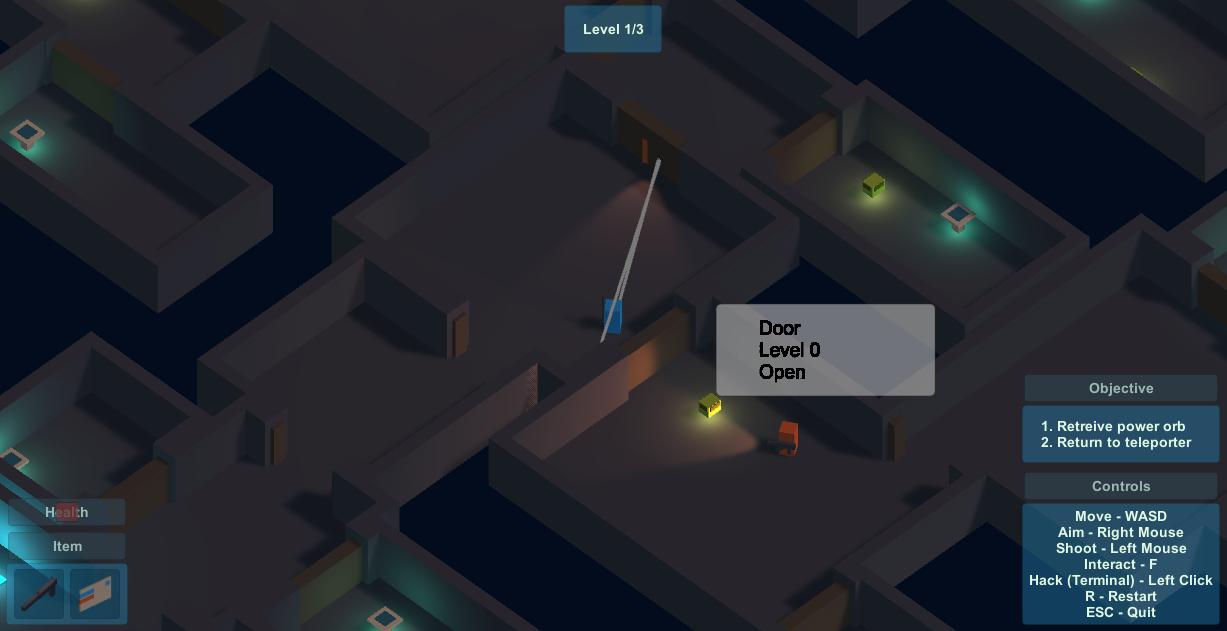 Level 1/3
Door
Level 0
Open
Objective
1. Retreive power orb
2. Return to teleporter
Controls
Move - WASD
Aim - Right Mouse
Shoot - Left Mouse
Interact - F
Hack (Terminal) - Left Click
R - Restart
ESC - Quit
Health
Item